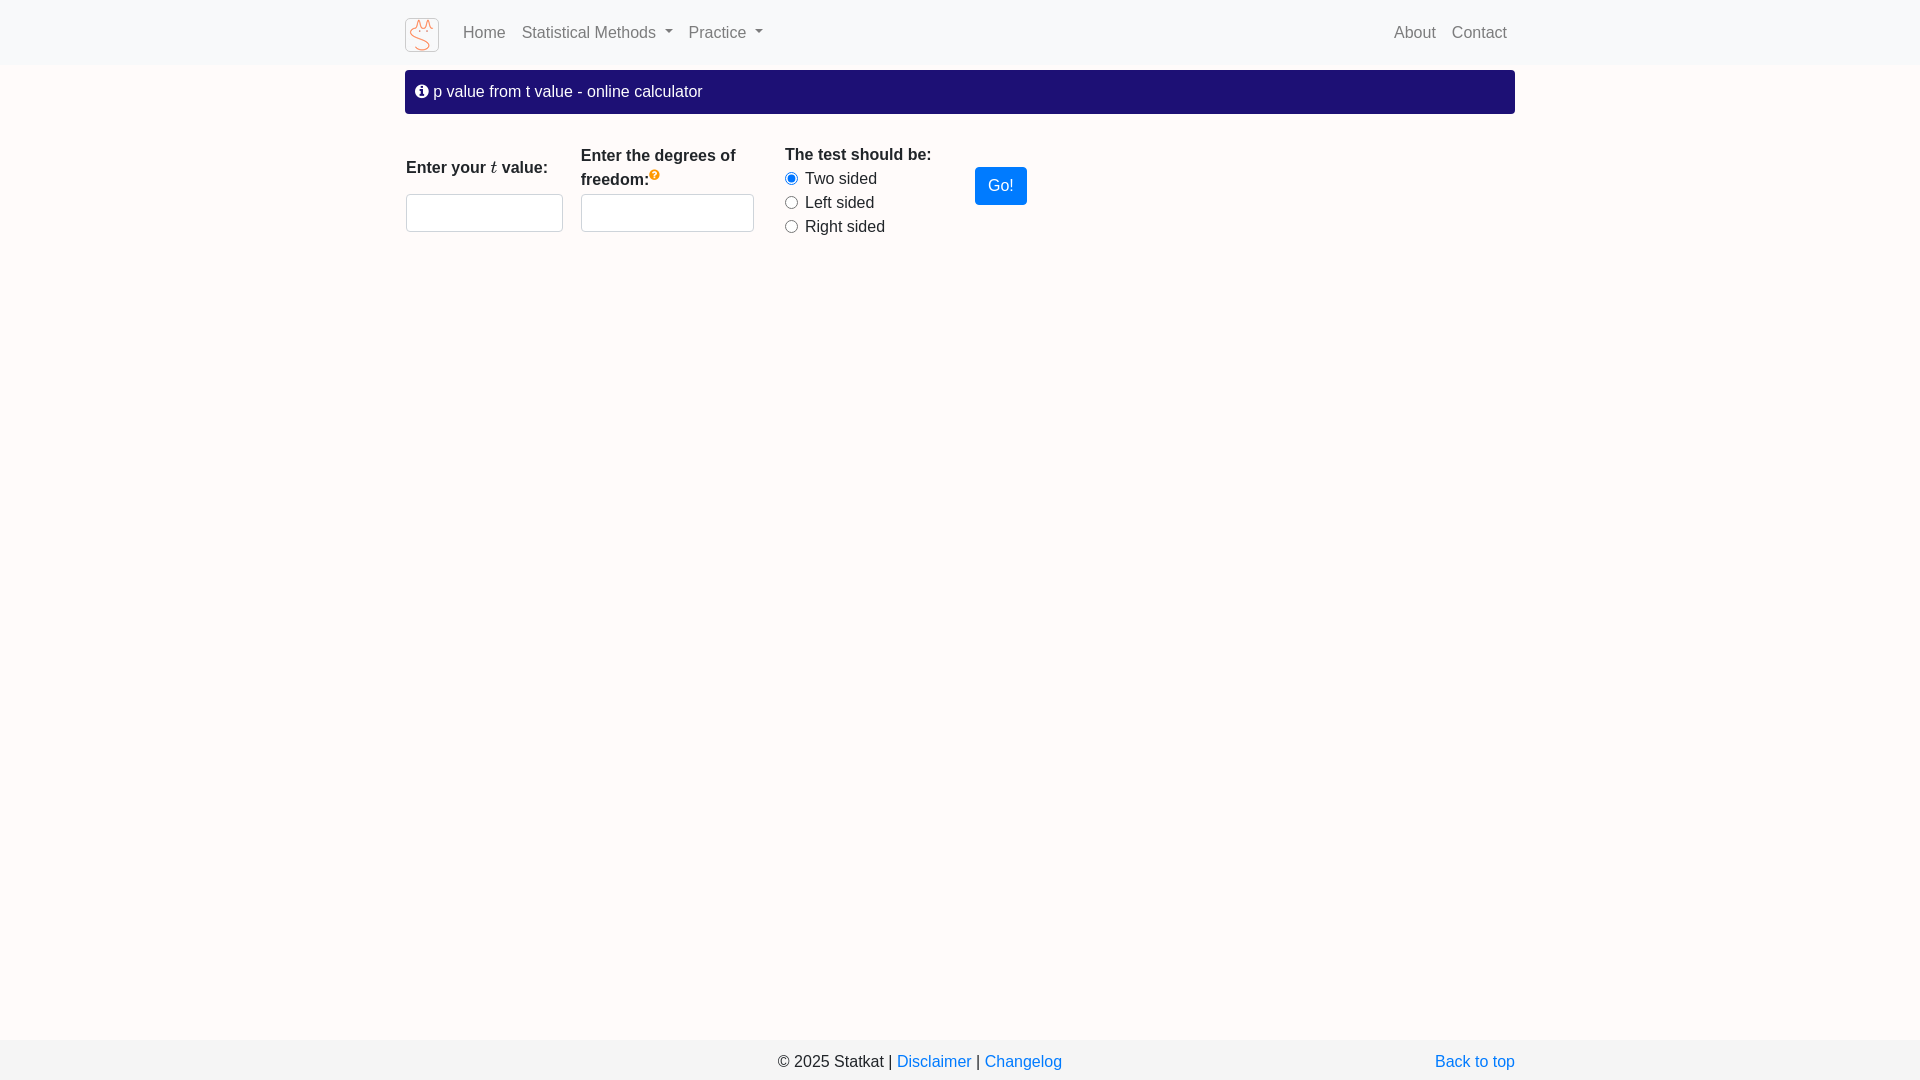 Home Statistical Methods Practice About Contact
p value from t value - online calculator
Enter your t value:
Enter the degrees of
freedom:
The test should be:
Two sided
Left sided
Right sided
Go!
© 2025 Statkat | Disclaimer | Changelog Back to top